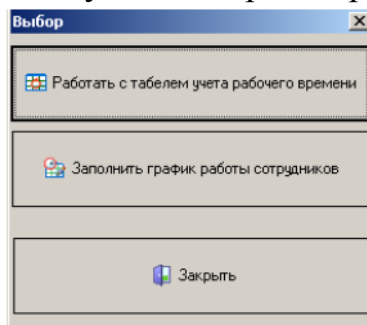 Выбор
Работать с табелем учета рабочего времени
Заполнить график работы сотрудников
Закрыть